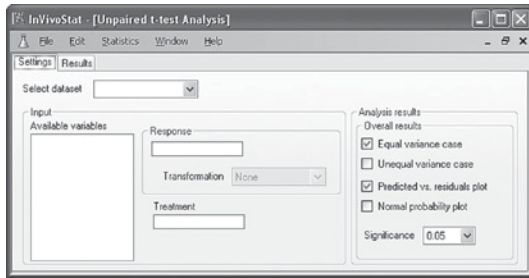 InVivoStat - [Unpaired t-test Analysis]
File Edit Statistics Window Help
Settings Results
Select dataset
Input
Available variables
Response
Transformation None
Treatment
Analysis results
Overall results
Equal variance case
Unequal variance case
Predicted vs. residuals plot
Normal probability plot
Significance 0.05